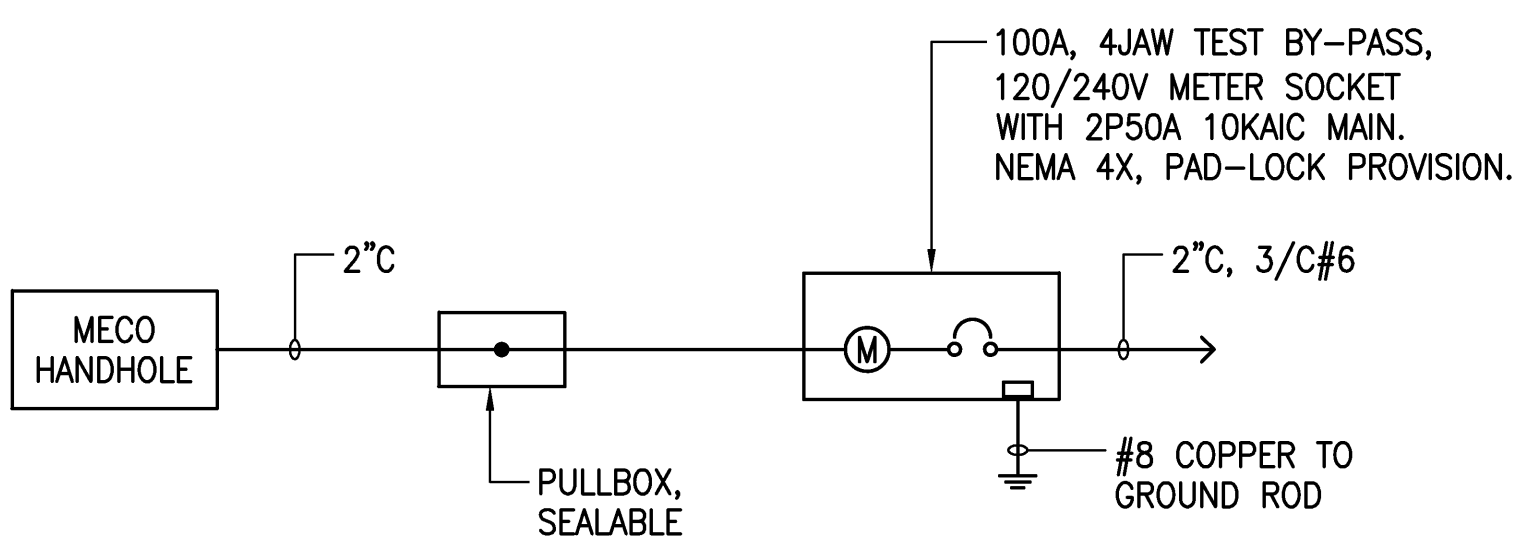 100A, 4JAW TEST BY-PASS,
120/240V METER SOCKET
WITH 2P50A 10KAIC MAIN.
NEMA 4X, PAD-LOCK PROVISION.
2"C
2"C, 3/C#6
MECO
HANDHOLE
M
#8 COPPER TO
GROUND ROD
PULLBOX,
SEALABLE